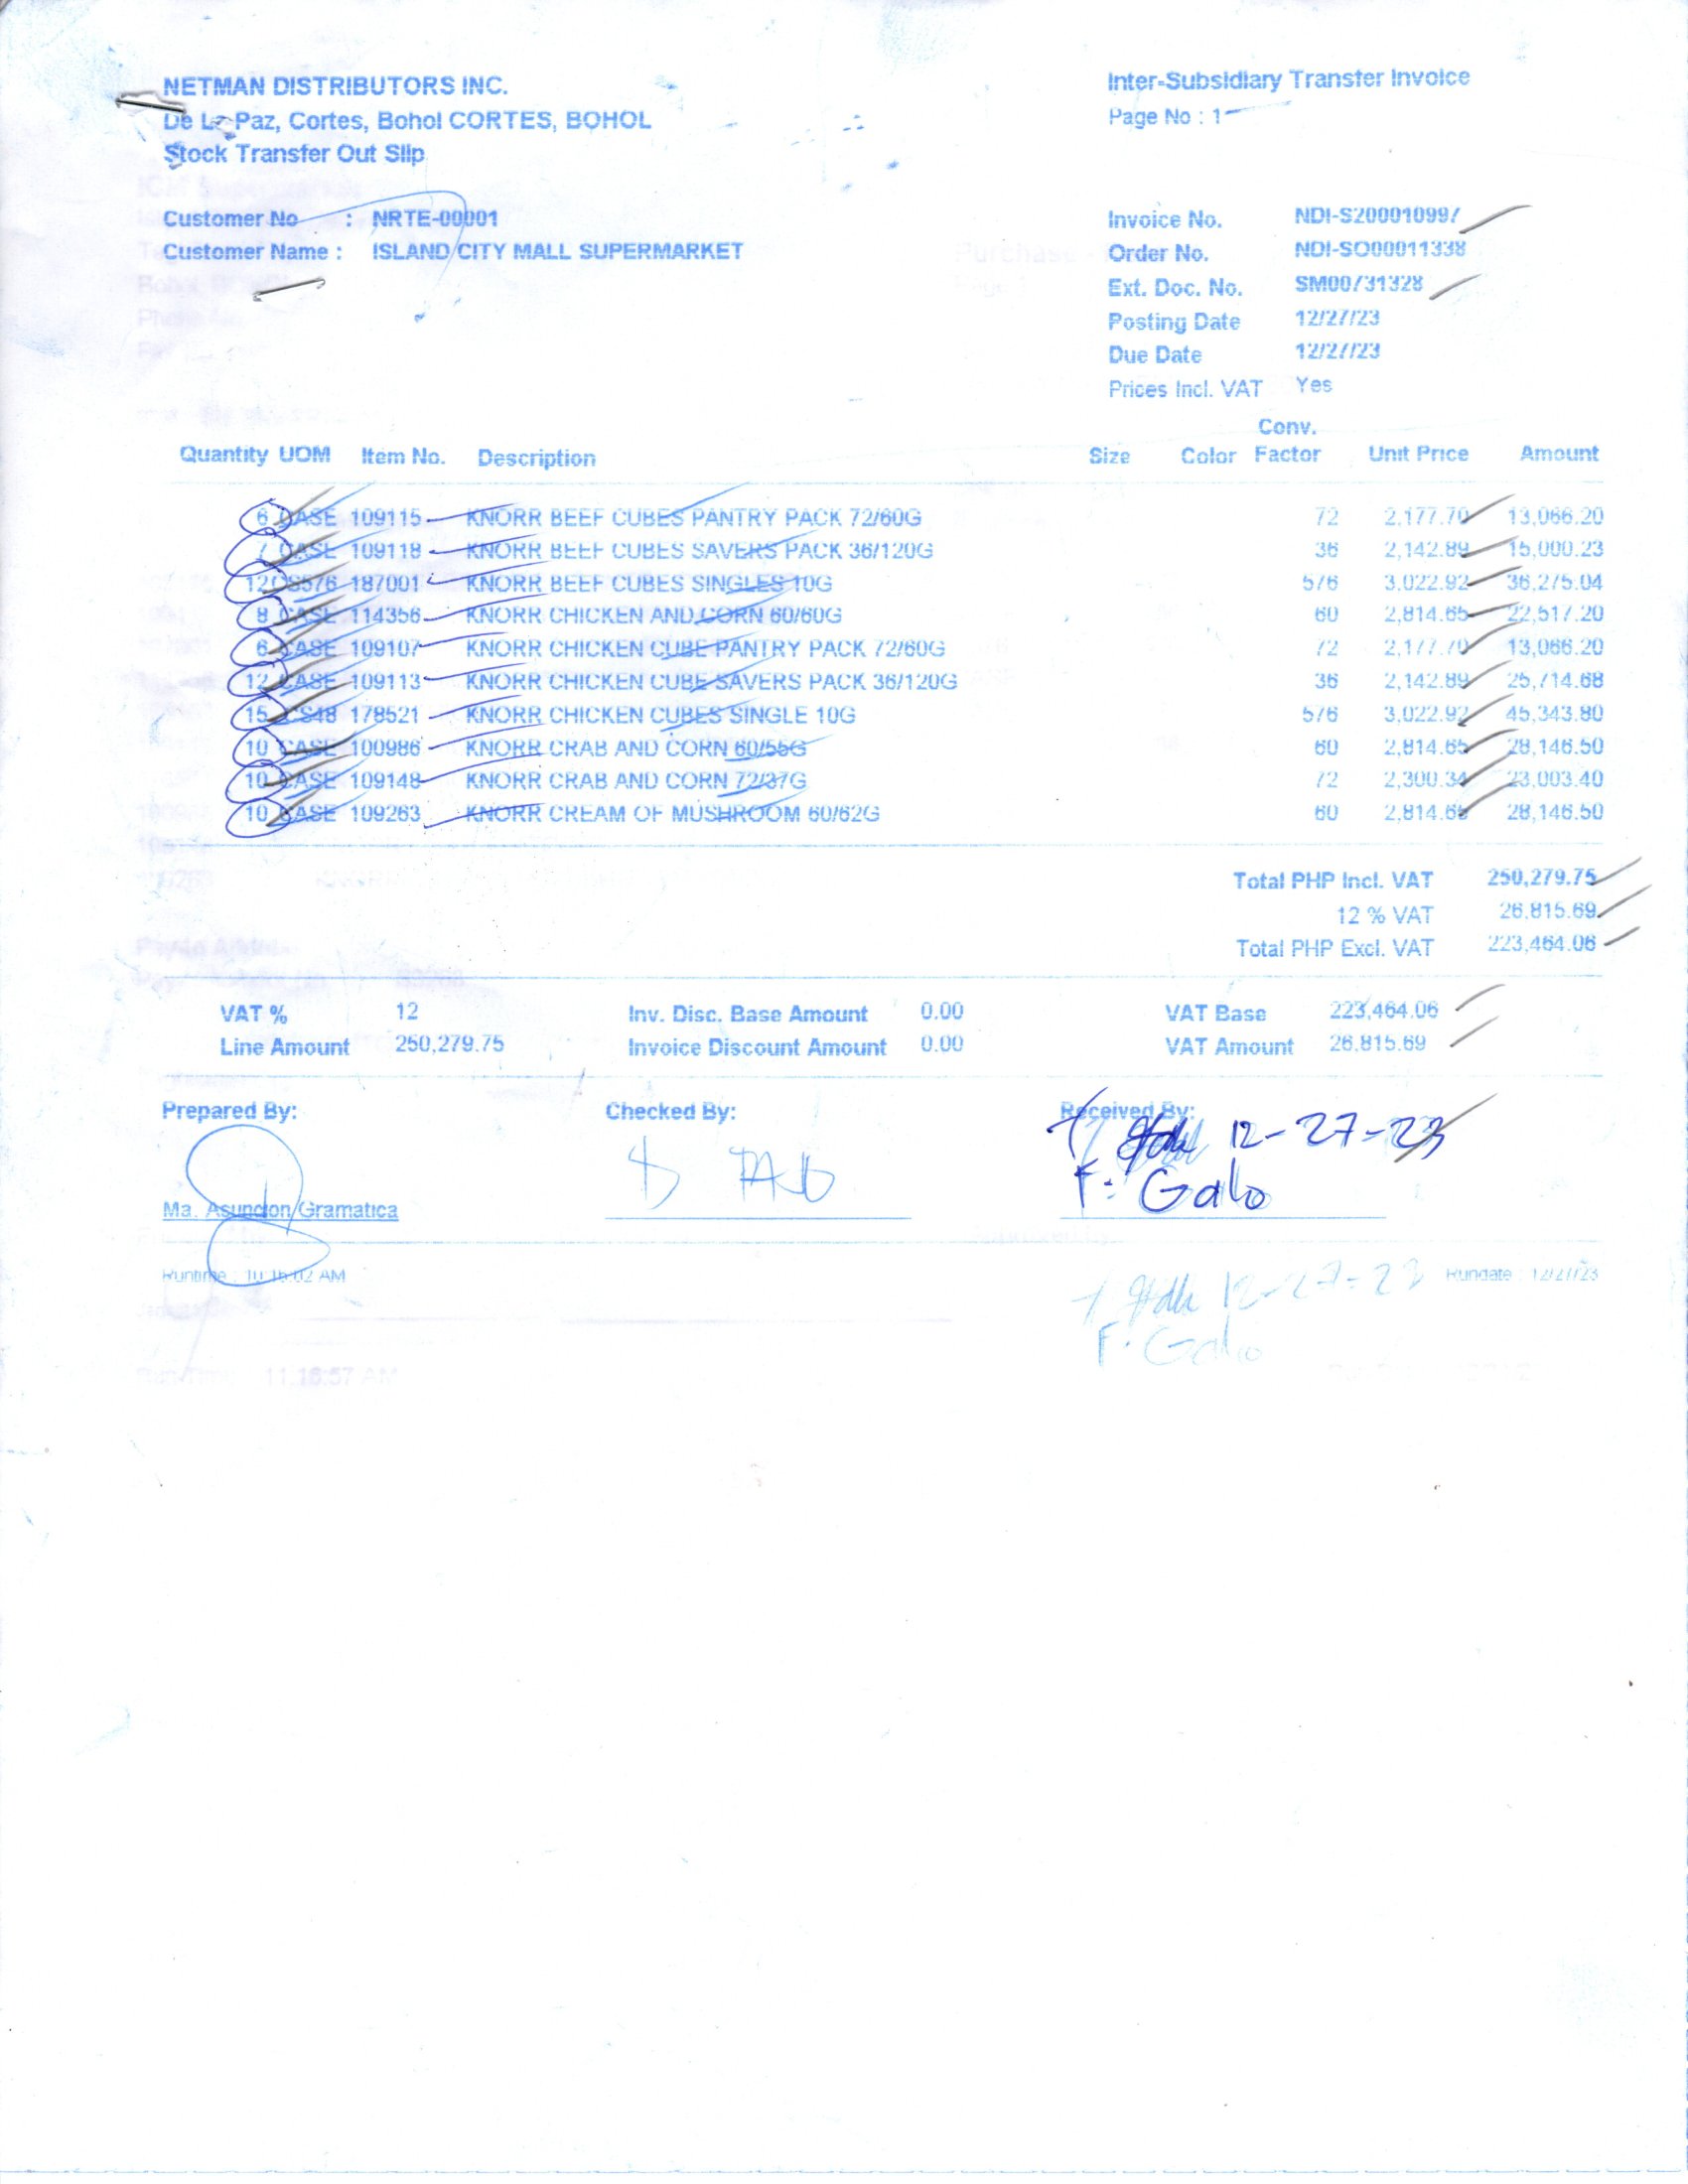 NETMAN DISTRIBUTORS INC.
De La Paz, Cortes, Bohol CORTES, BOHOL
Stock Transfer Out Slip
Inter-Subsidiary Transfer Invoice
Page No : 1
Customer No : NRTE-00001
Customer Name : ISLAND CITY MALL SUPERMARKET
Invoice No. NDI-S200010997
Order No. NDI-SO00011338
Ext. Doc. No. SM00731328
Posting Date 12/27/23
Due Date 12/27/23
Prices Incl. VAT Yes
Quantity UOM Item No. Description Size Color Conv. Factor Unit Price Amount
6 CASE 109115 KNORR BEEF CUBES PANTRY PACK 72/60G 72 2,177.70 13,066.20
7 CASE 109118 KNORR BEEF CUBES SAVERS PACK 36/120G 36 2,142.89 15,000.23
12 CS576 187001 KNORR BEEF CUBES SINGLES 10G 576 3,022.92 36,275.04
8 CASE 114356 KNORR CHICKEN AND CORN 60/60G 60 2,814.65 22,517.20
6 CASE 109107 KNORR CHICKEN CUBE PANTRY PACK 72/60G 72 2,177.70 13,066.20
12 CASE 109113 KNORR CHICKEN CUBE SAVERS PACK 36/120G 36 2,142.89 25,714.68
15 CS48 178521 KNORR CHICKEN CUBES SINGLE 10G 576 3,022.92 45,343.80
10 CASE 100986 KNORR CRAB AND CORN 60/55G 60 2,814.65 28,146.50
10 CASE 109148 KNORR CRAB AND CORN 72/37G 72 2,300.34 23,003.40
10 CASE 109263 KNORR CREAM OF MUSHROOM 60/62G 60 2,814.65 28,146.50
Total PHP Incl. VAT 250,279.75
12 % VAT 26,815.69
Total PHP Excl. VAT 223,464.06
VAT % 12 Inv. Disc. Base Amount 0.00 VAT Base 223,464.06
Line Amount 250,279.75 Invoice Discount Amount 0.00 VAT Amount 26,815.69
Prepared By: Checked By: Received By:
12-27-23
F. Galo
Ma. Asuncion Gramatica
Runtime : 10:15:02 AM Rundate : 12/27/23
12-27-23
F. Galo
11:16:57 AM